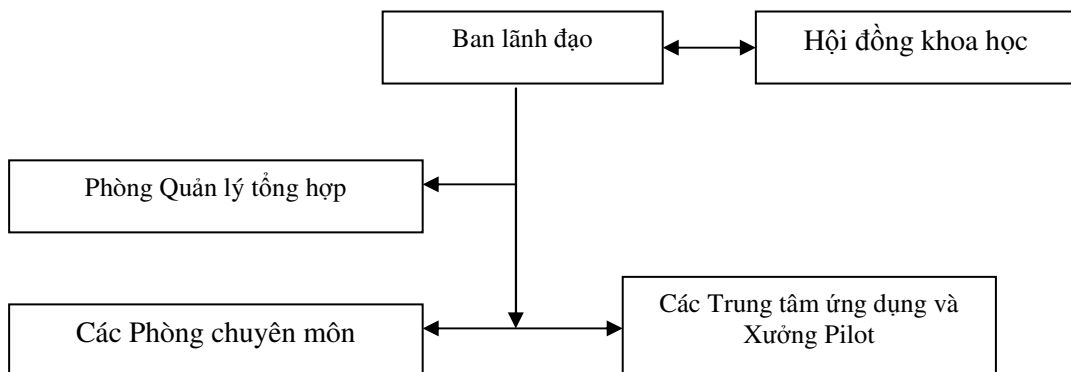 Ban lãnh đạo
Hội đồng khoa học
Phòng Quản lý tổng hợp
Các Phòng chuyên môn
Các Trung tâm ứng dụng và
Xưởng Pilot